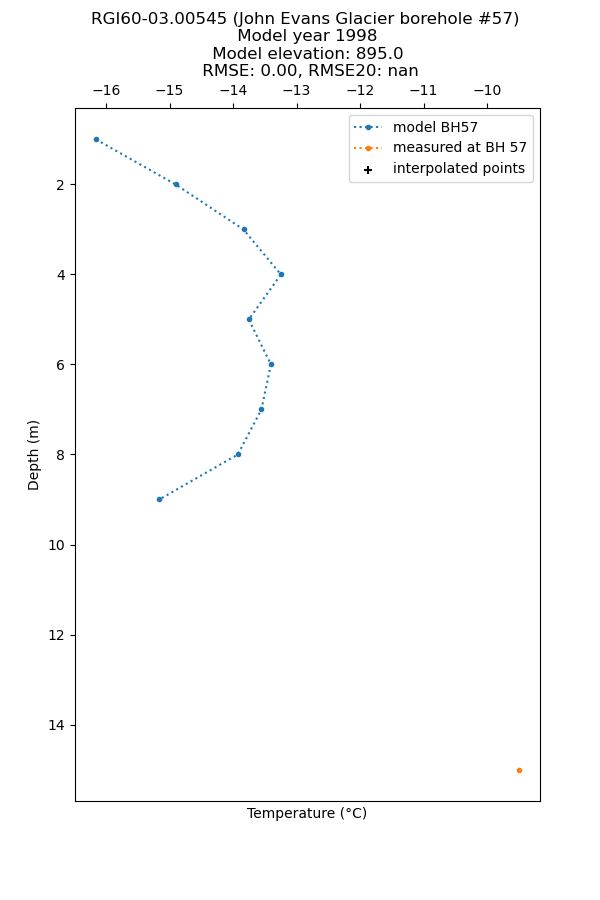 RGI60-03.00545 (John Evans Glacier borehole #57)
Model year 1998
Model elevation: 895.0
RMSE: 0.00, RMSE20: nan
−16 −15 −14 −13 −12 −11 −10
model BH57
measured at BH 57
interpolated points
2
4
6
8
10
12
14
Depth (m)
Temperature (°C)